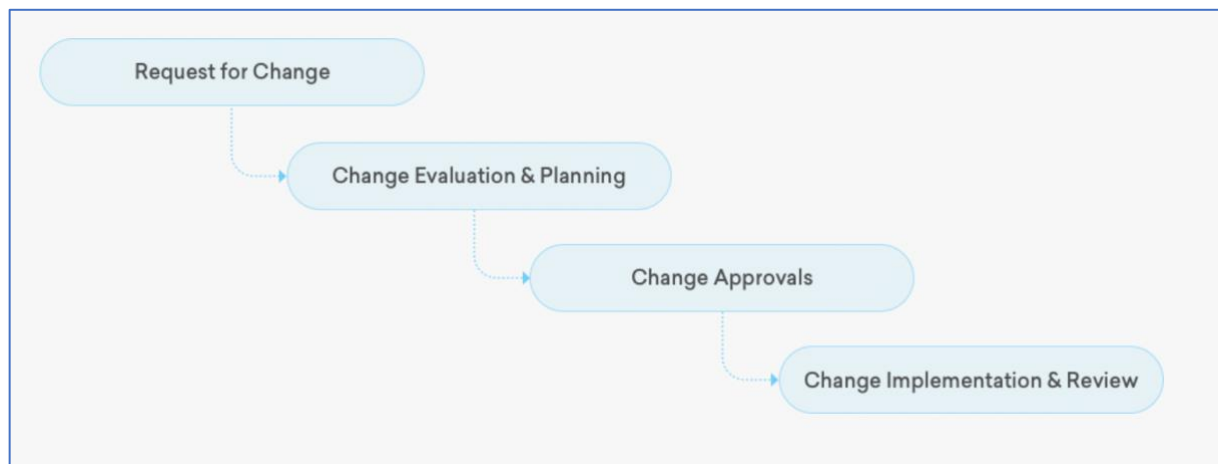 Request for Change
Change Evaluation & Planning
Change Approvals
Change Implementation & Review